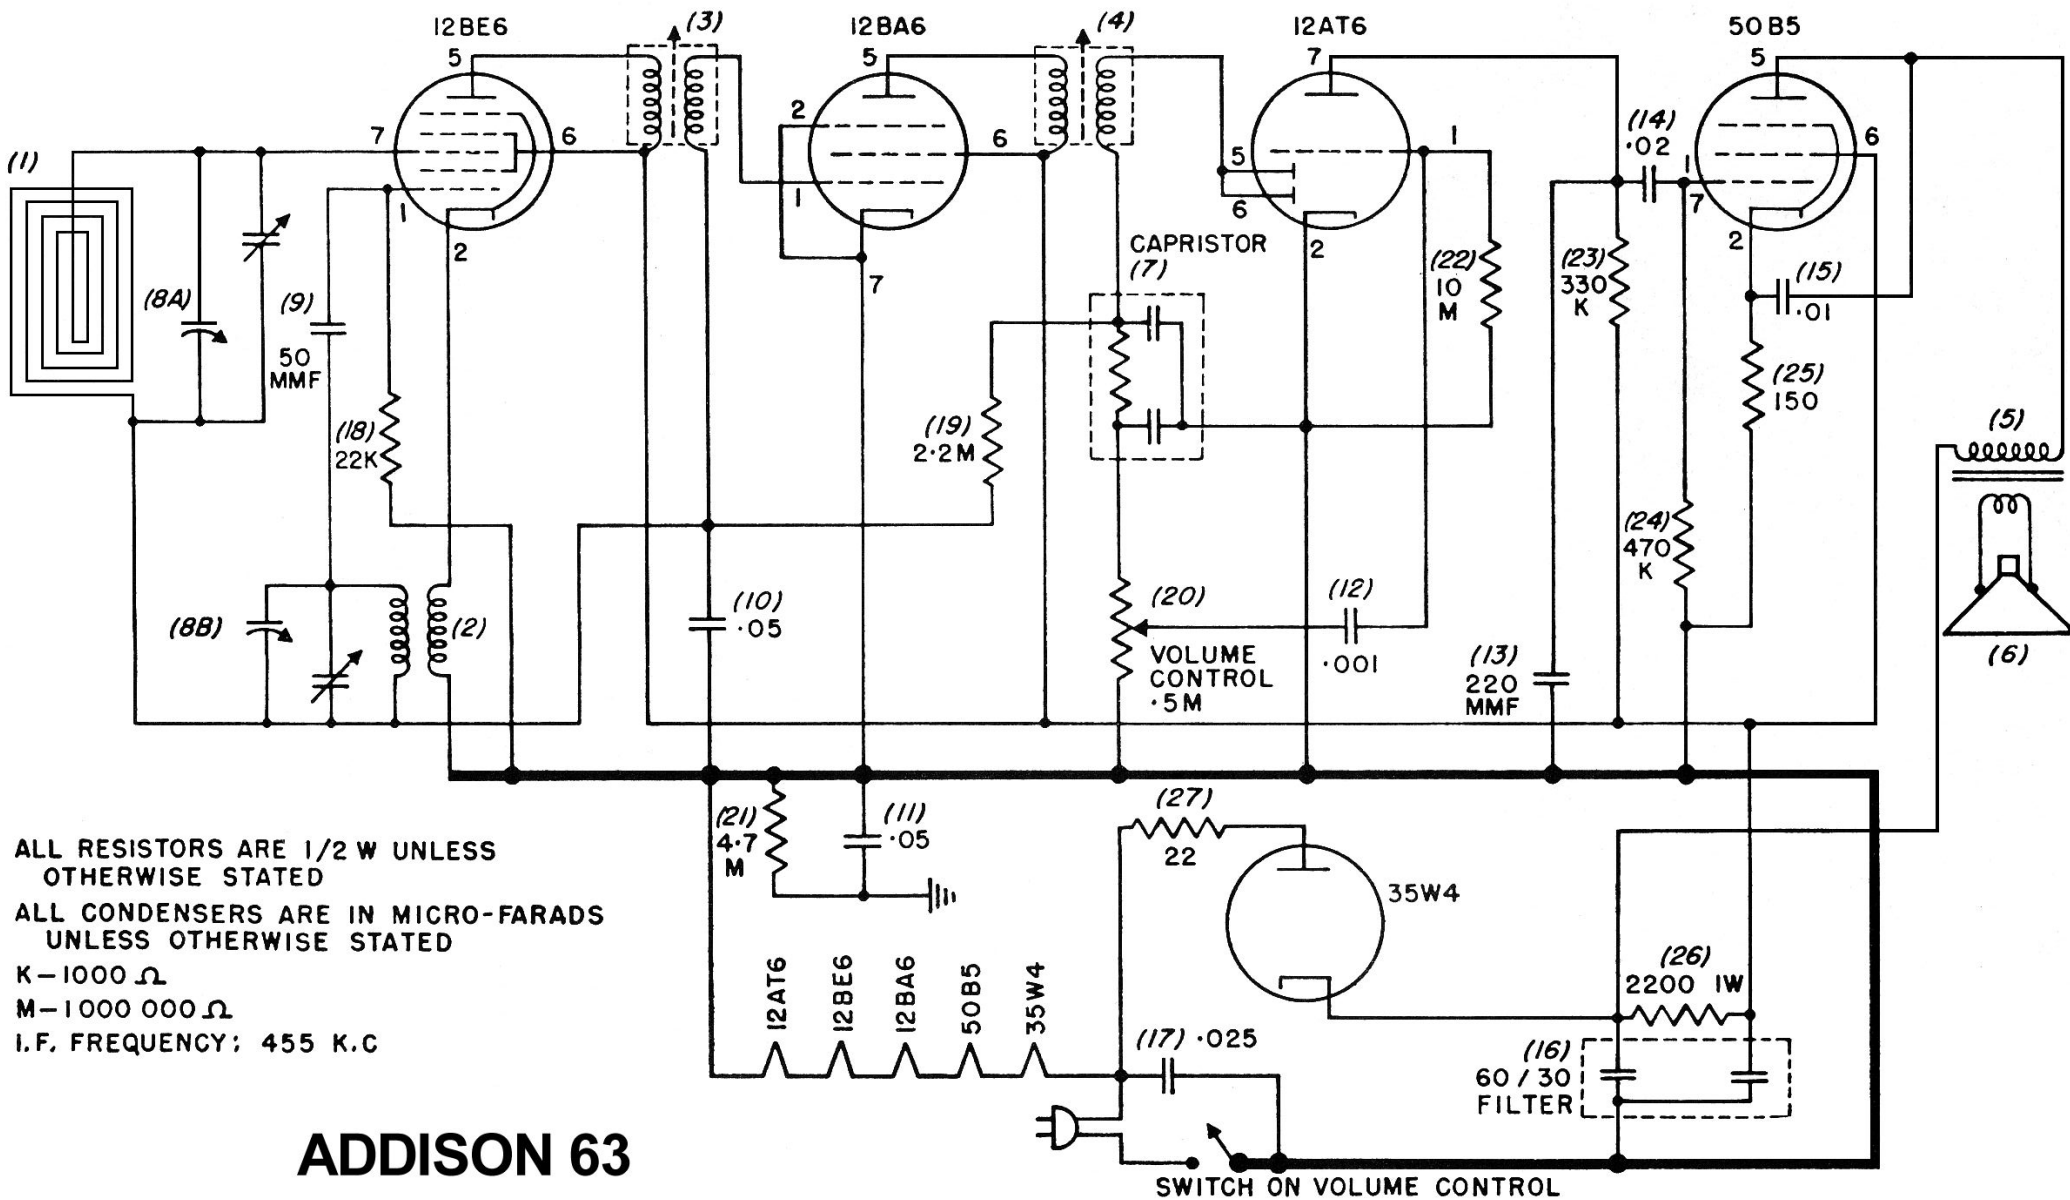 12BE6
(3)
12BA6
(4)
12AT6
50B5
5
5
7
5
(1)
7
6
1
2
2
6
1
7
5
6
1
2
(14)
.02
1
7
6
2
(8A)
(9)
50
MMF
(18)
22K
CAPRISTOR
(7)
(22)
10
M
(23)
330
K
(15)
.01
(19)
2.2M
(25)
150
(5)
(24)
470
K
(8B)
(2)
(10)
.05
(20)
VOLUME
CONTROL
.5M
(12)
.001
(13)
220
MMF
(6)
(21)
4.7
M
(11)
.05
(27)
22
35W4
ALL RESISTORS ARE 1/2 W UNLESS
OTHERWISE STATED
ALL CONDENSERS ARE IN MICRO-FARADS
UNLESS OTHERWISE STATED
K-1000 Ω
M-1000 000 Ω
I.F. FREQUENCY: 455 K.C
12AT6
12BE6
12BA6
50B5
35W4
(17) .025
(26)
2200 1W
(16)
60/30
FILTER
ADDISON 63
SWITCH ON VOLUME CONTROL